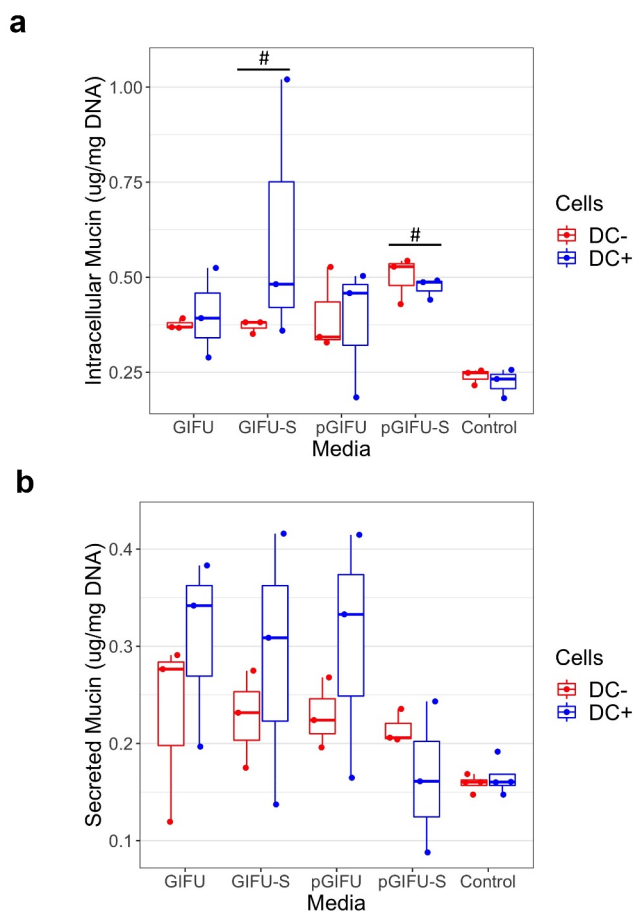 a
#
#
1.00
0.75
0.50
0.25
Intracellular Mucin (ug/mg DNA)
GIFU GIFU-S pGIFU pGIFU-S Control
Media
Cells
DC-
DC+
b
0.4
0.3
0.2
0.1
Secreted Mucin (ug/mg DNA)
GIFU GIFU-S pGIFU pGIFU-S Control
Media
Cells
DC-
DC+